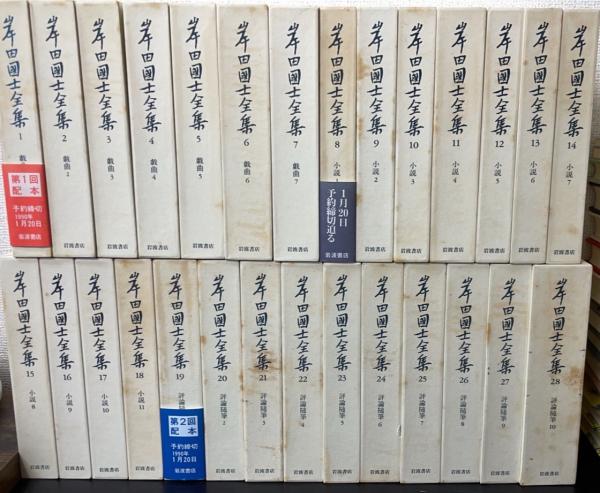 岸田國士全集 1 戯曲
第1回配本
予約締切
1990年
1月20日
岩波書店
岸田國士全集 2 戯曲 2 岩波書店
岸田國士全集 3 戯曲 3 岩波書店
岸田國士全集 4 戯曲 4 岩波書店
岸田國士全集 5 戯曲 5 岩波書店
岸田國士全集 6 戯曲 6 岩波書店
岸田國士全集 7 戯曲 7 岩波書店
岸田國士全集 8 小説 1
1月20日
予約締切迫る
岩波書店
岸田國士全集 9 小説 2 岩波書店
岸田國士全集 10 小説 3 岩波書店
岸田國士全集 11 小説 4 岩波書店
岸田國士全集 12 小説 5 岩波書店
岸田國士全集 13 小説 6 岩波書店
岸田國士全集 14 小説 7 岩波書店
岸田國士全集 15 小説 8 岩波書店
岸田國士全集 16 小説 9 岩波書店
岸田國士全集 17 小説 10 岩波書店
岸田國士全集 18 小説 11 岩波書店
岸田國士全集 19 評論随
第2回配本
予約締切
1990年
1月20日
岩波書店
岸田國士全集 20 評論随筆 2 岩波書店
岸田國士全集 21 評論随筆 3 岩波書店
岸田國士全集 22 評論随筆 4 岩波書店
岸田國士全集 23 評論随筆 5 岩波書店
岸田國士全集 24 評論随筆 6 岩波書店
岸田國士全集 25 評論随筆 7 岩波書店
岸田國士全集 26 評論随筆 8 岩波書店
岸田國士全集 27 評論随筆 9 岩波書店
岸田國士全集 28 評論随筆 10 岩波書店